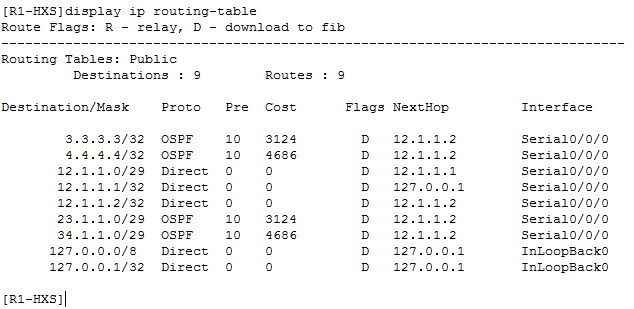 [R1-HXS]display ip routing-table
Route Flags: R - relay, D - download to fib
------------------------------------------------------------------------------
Routing Tables: Public
         Destinations : 9        Routes : 9

Destination/Mask    Proto  Pre  Cost      Flags NextHop         Interface

        3.3.3.3/32  OSPF   10   3124        D   12.1.1.2        Serial0/0/0
        4.4.4.4/32  OSPF   10   4686        D   12.1.1.2        Serial0/0/0
       12.1.1.0/29  Direct 0    0           D   12.1.1.1        Serial0/0/0
       12.1.1.1/32  Direct 0    0           D   127.0.0.1       Serial0/0/0
       12.1.1.2/32  Direct 0    0           D   12.1.1.2        Serial0/0/0
       23.1.1.0/29  OSPF   10   3124        D   12.1.1.2        Serial0/0/0
       34.1.1.0/29  OSPF   10   4686        D   12.1.1.2        Serial0/0/0
      127.0.0.0/8   Direct 0    0           D   127.0.0.1       InLoopBack0
      127.0.0.1/32  Direct 0    0           D   127.0.0.1       InLoopBack0

[R1-HXS]